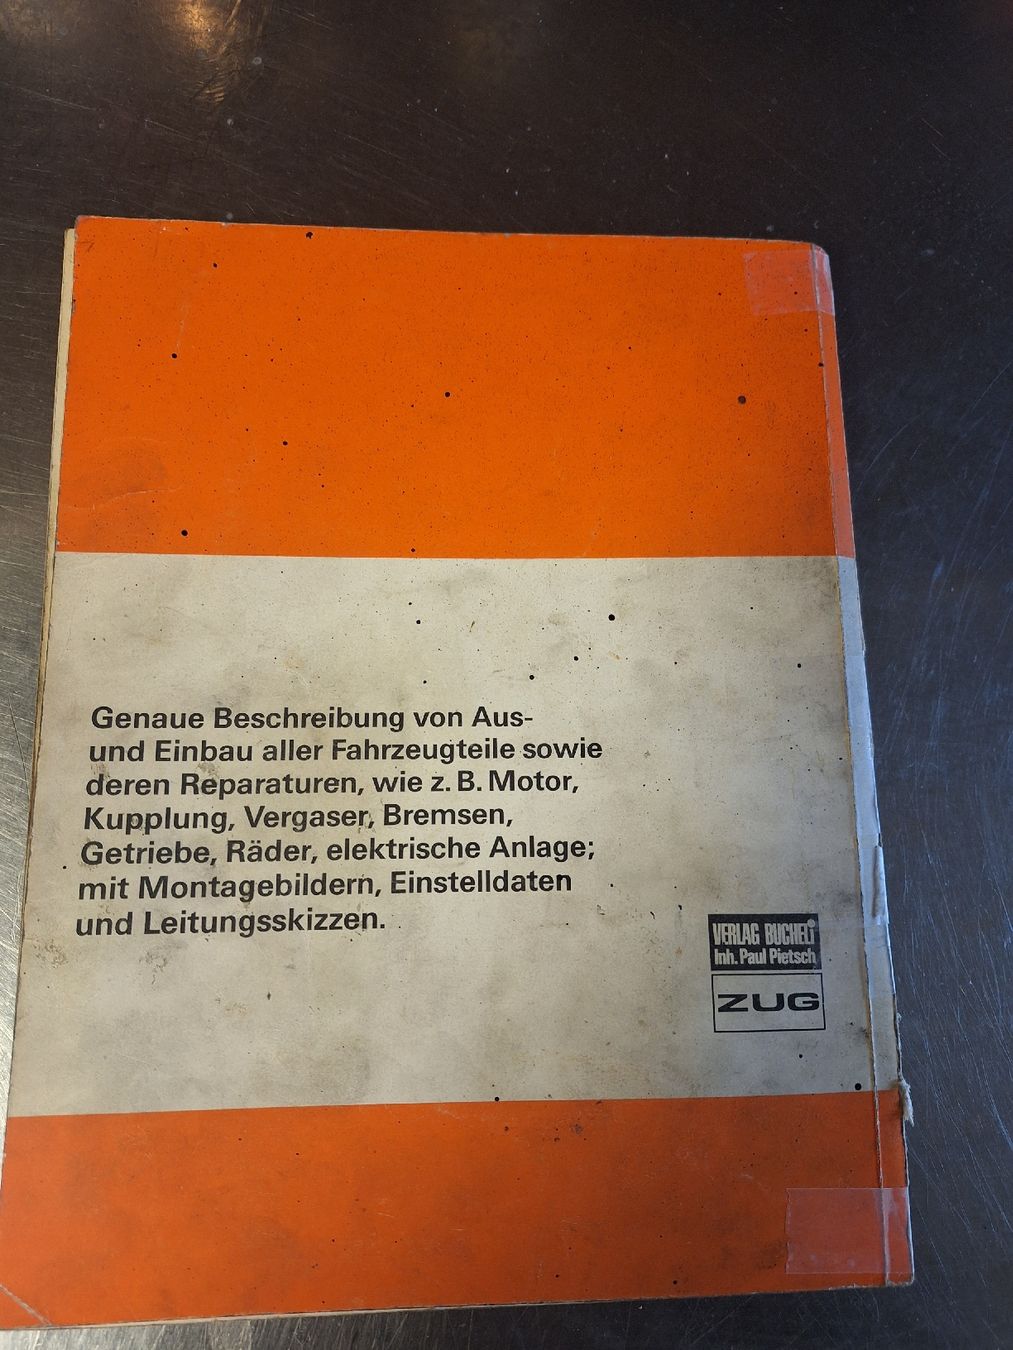 Genaue Beschreibung von Aus-
und Einbau aller Fahrzeugteile sowie
deren Reparaturen, wie z. B. Motor,
Kupplung, Vergaser, Bremsen,
Getriebe, Räder, elektrische Anlage;
mit Montagebildern, Einstelldaten
und Leitungsskizzen.
VERLAG BUCHELI
Inh. Paul Pietsch
ZUG